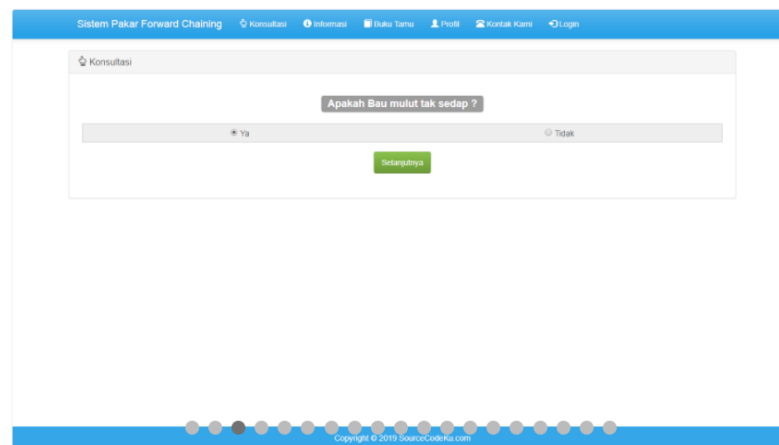 Sistem Pakar Forward Chaining Konsultasi Informasi Buku Tamu Profil Kontak Kami Login
Konsultasi
Apakah Bau mulut tak sedap ?
Ya Tidak
Selanjutnya
Copyright © 2019 SourceCodeKu.com